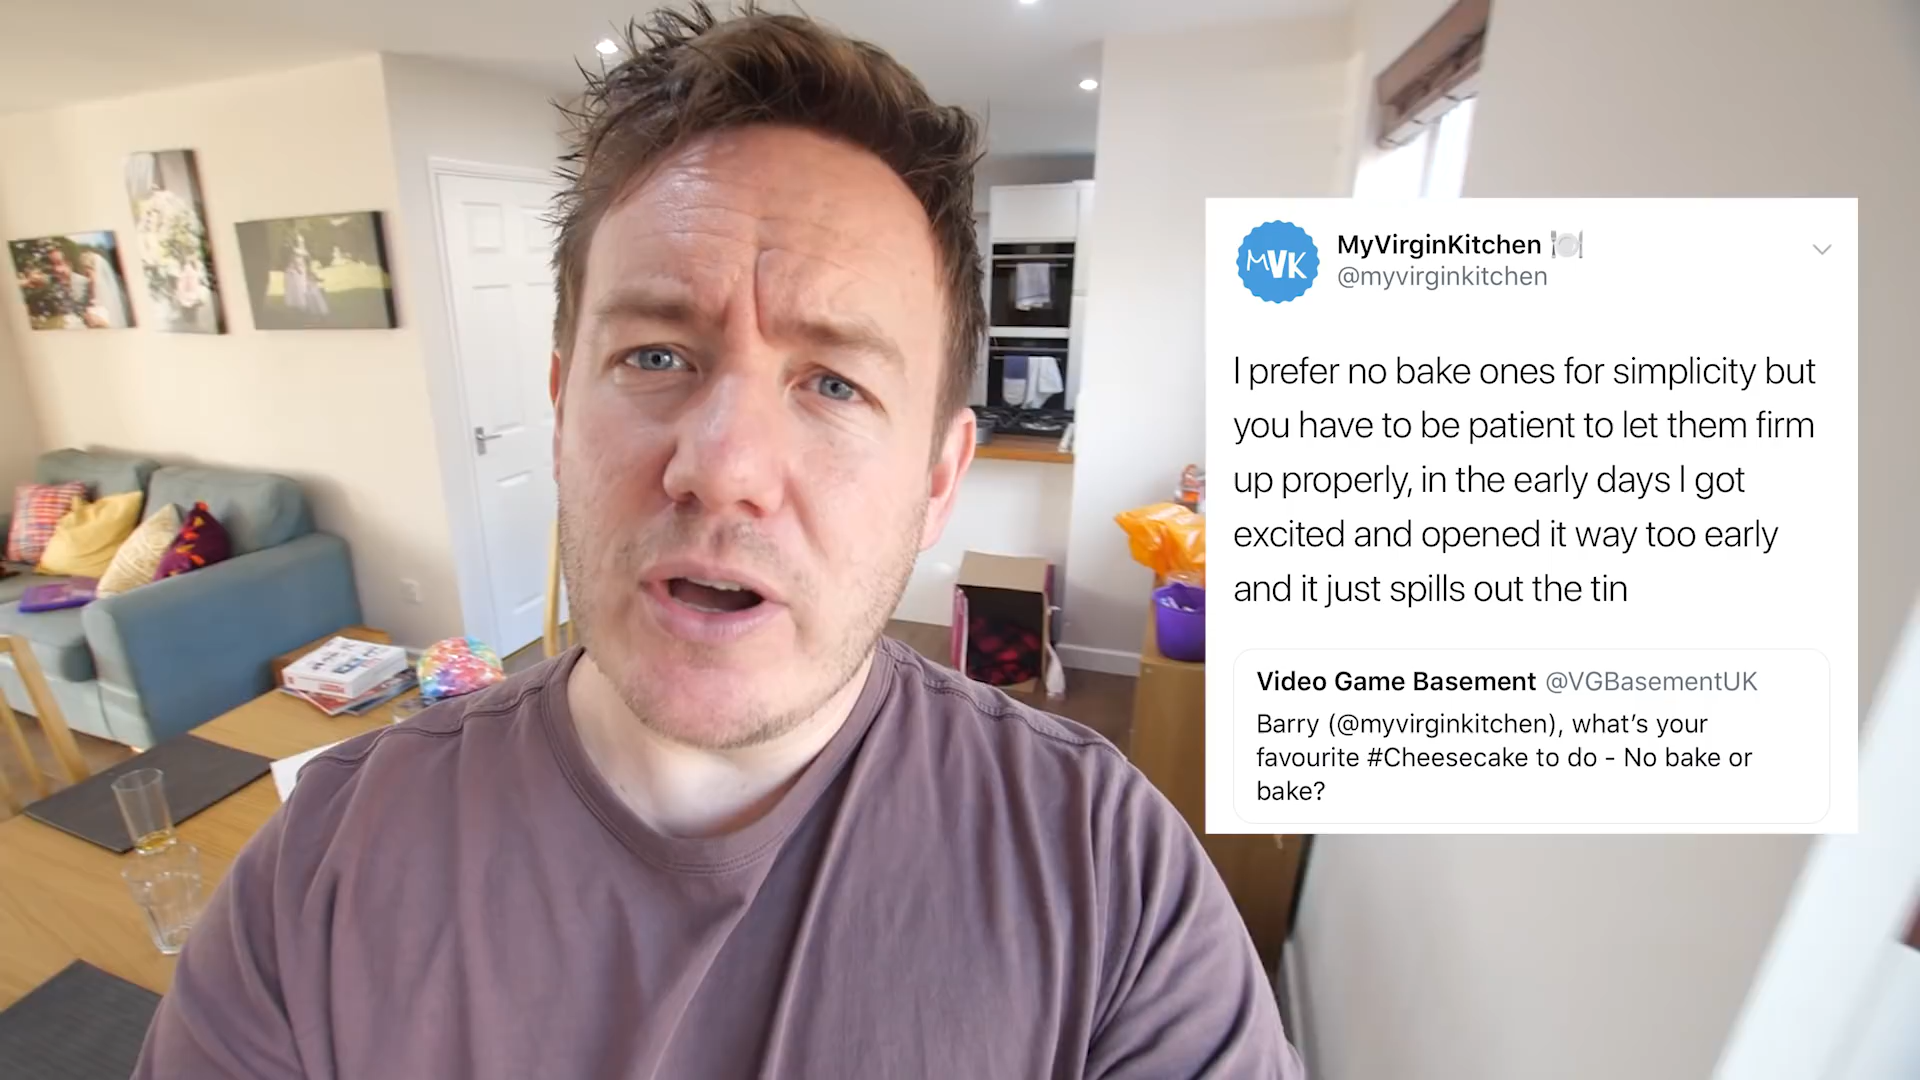 MVK
MyVirginKitchen 🍽
@myvirginkitchen
I prefer no bake ones for simplicity but
you have to be patient to let them firm
up properly, in the early days I got
excited and opened it way too early
and it just spills out the tin
Video Game Basement @VGBasementUK
Barry (@myvirginkitchen), what's your
favourite #Cheesecake to do - No bake or
bake?